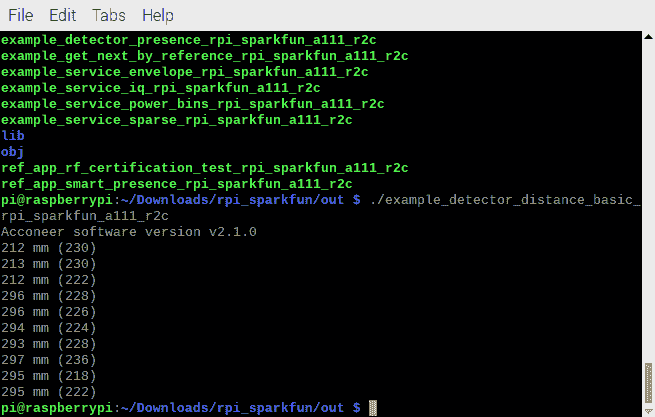 File Edit Tabs Help
example_detector_presence_rpi_sparkfun_a111_r2c
example_get_next_by_reference_rpi_sparkfun_a111_r2c
example_service_envelope_rpi_sparkfun_a111_r2c
example_service_iq_rpi_sparkfun_a111_r2c
example_service_power_bins_rpi_sparkfun_a111_r2c
example_service_sparse_rpi_sparkfun_a111_r2c
lib
obj
ref_app_rf_certification_test_rpi_sparkfun_a111_r2c
ref_app_smart_presence_rpi_sparkfun_a111_r2c
pi@raspberrypi:~/Downloads/rpi_sparkfun/out $ ./example_detector_distance_basic_
rpi_sparkfun_a111_r2c
Acconeer software version v2.1.0
212 mm (230)
213 mm (230)
212 mm (222)
296 mm (228)
296 mm (226)
294 mm (224)
293 mm (228)
297 mm (236)
295 mm (218)
295 mm (222)
pi@raspberrypi:~/Downloads/rpi_sparkfun/out $